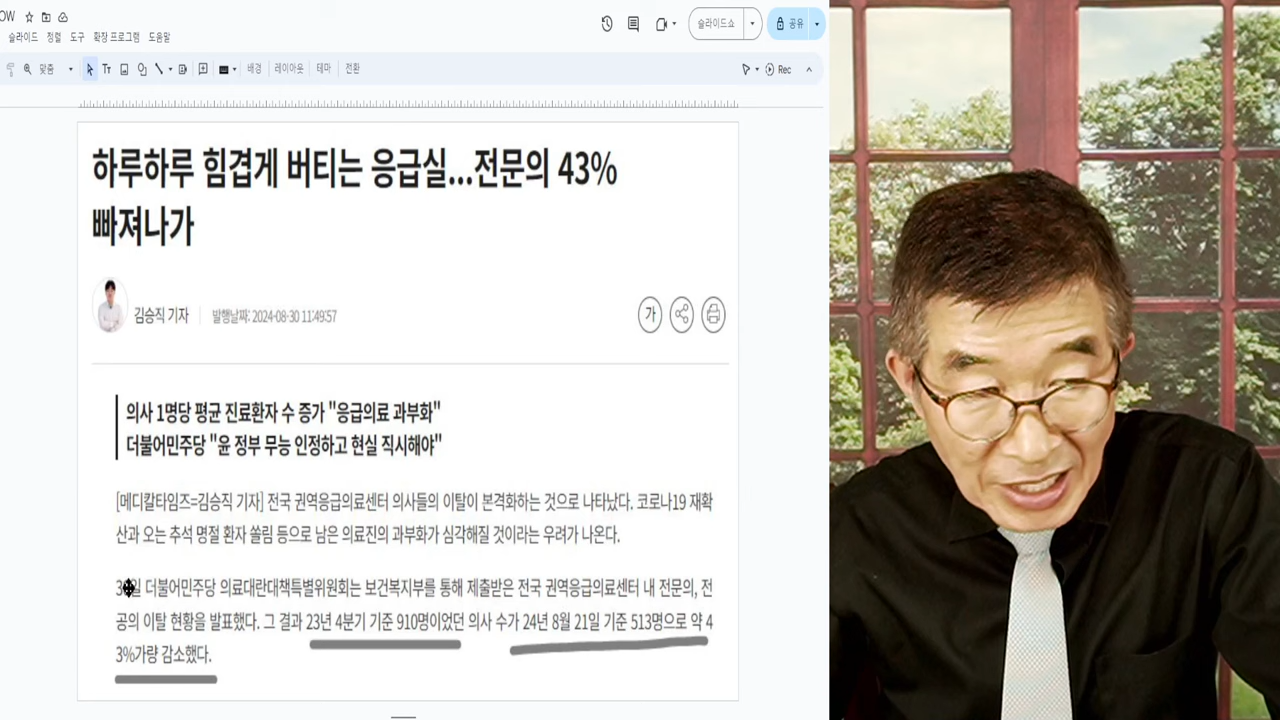 OW
슬라이드쇼
공유
슬라이드 정렬 도구 확장 프로그램 도움말
맞춤 Tт 배경 레이아웃 테마 전환 Rec
하루하루 힘겹게 버티는 응급실...전문의 43%
빠져나가
김승직 기자 발행날짜: 2024-08-30 11:49:57
가
의사 1명당 평균 진료환자 수 증가 "응급의료 과부화"
더불어민주당 "윤 정부 무능 인정하고 현실 직시해야"
[메디칼타임즈=김승직 기자] 전국 권역응급의료센터 의사들의 이탈이 본격화하는 것으로 나타났다. 코로나19 재확
산과 오는 추석 명절 환자 쏠림 등으로 남은 의료진의 과부화가 심각해질 것이라는 우려가 나온다.
더불어민주당 의료대란대책특별위원회는 보건복지부를 통해 제출받은 전국 권역응급의료센터 내 전문의, 전
공의 이탈 현황을 발표했다. 그 결과 23년 4분기 기준 910명이었던 의사 수가 24년 8월 21일 기준 513명으로 약 4
3%가량 감소했다.